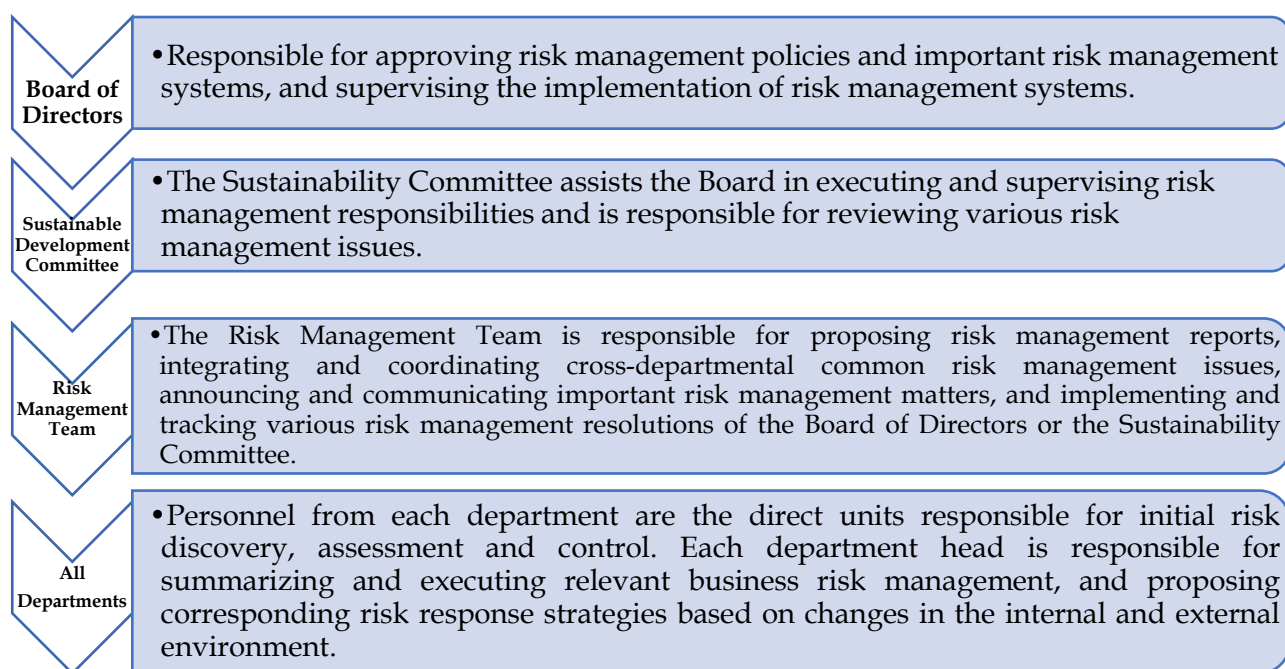 Board of
Directors
•Responsible for approving risk management policies and important risk management
systems, and supervising the implementation of risk management systems.
Sustainable
Development
Committee
•The Sustainability Committee assists the Board in executing and supervising risk
management responsibilities and is responsible for reviewing various risk
management issues.
Risk
Management
Team
•The Risk Management Team is responsible for proposing risk management reports,
integrating and coordinating cross-departmental common risk management issues,
announcing and communicating important risk management matters, and implementing and
tracking various risk management resolutions of the Board of Directors or the Sustainability
Committee.
All
Departments
•Personnel from each department are the direct units responsible for initial risk
discovery, assessment and control. Each department head is responsible for
summarizing and executing relevant business risk management, and proposing
corresponding risk response strategies based on changes in the internal and external
environment.